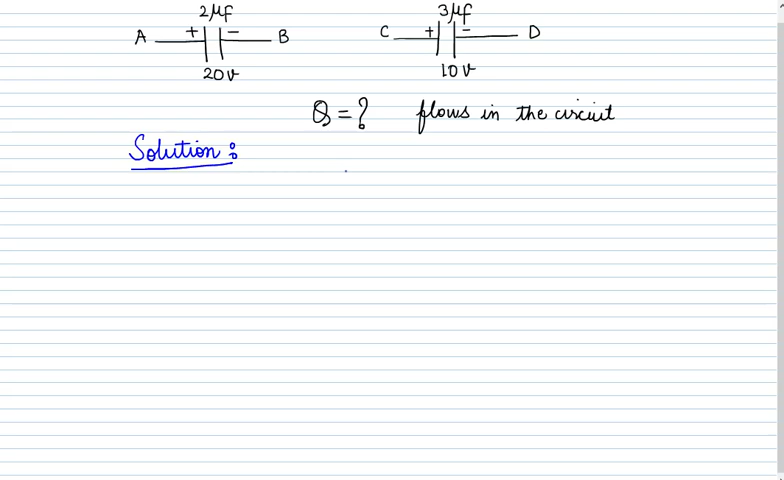 2μf 3μf
A + − B C + − D
20v 10v
Q = ? flows in the circuit
Solution :